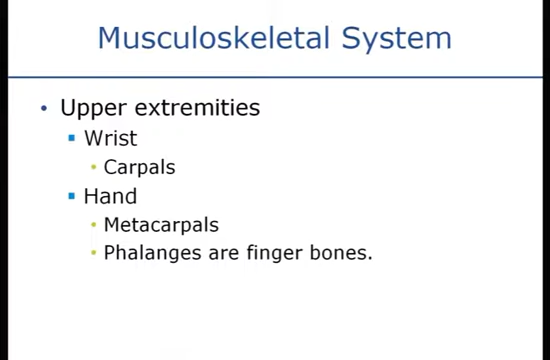 Musculoskeletal System
• Upper extremities
▪ Wrist
• Carpals
▪ Hand
• Metacarpals
• Phalanges are finger bones.